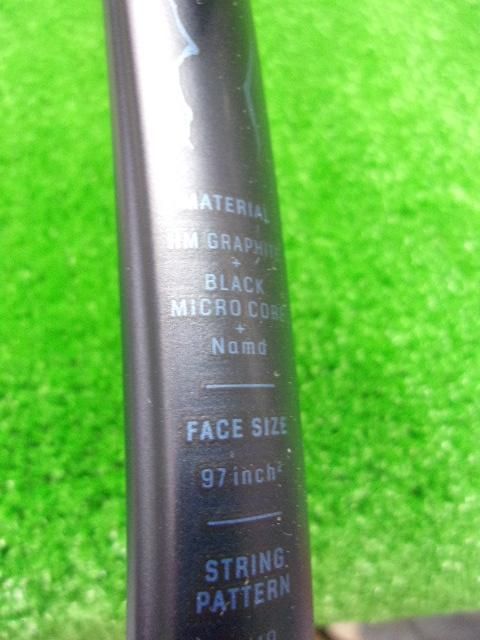 MATERIAL
HM GRAPHITE
+
BLACK
MICRO CORE
+
Namd
FACE SIZE
97 inch²
STRING
PATTERN